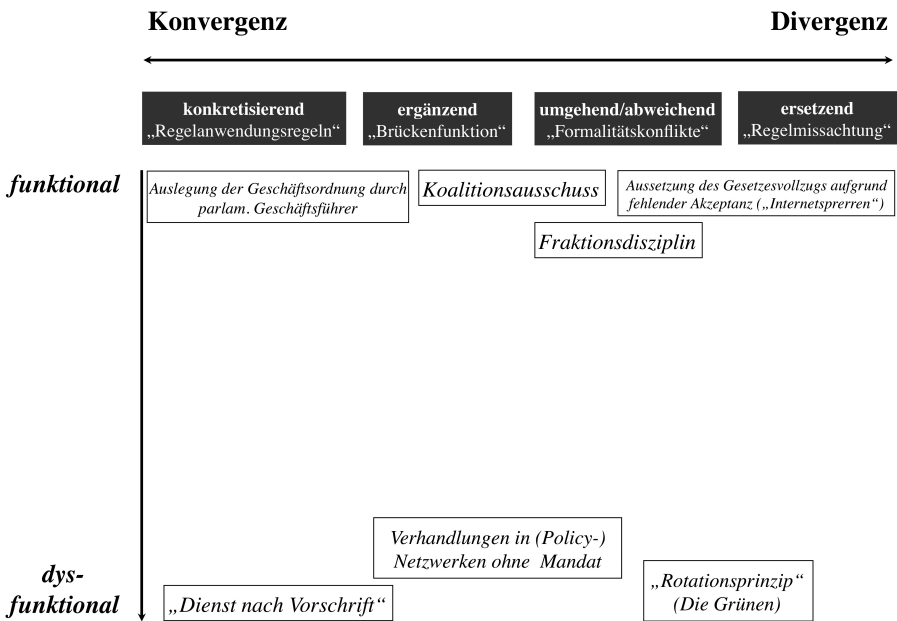 Konvergenz
Divergenz
konkretisierend
„Regelanwendungsregeln“
ergänzend
„Brückenfunktion“
umgehend/abweichend
„Formalitätskonflikte“
ersetzend
„Regelmissachtung“
funktional
Auslegung der Geschäftsordnung durch
parlam. Geschäftsführer
Koalitionsausschuss
Aussetzung des Gesetzesvollzugs aufgrund
fehlender Akzeptanz („Internetsprerren“)
Fraktionsdisziplin
Verhandlungen in (Policy-)
Netzwerken ohne Mandat
dys-
funktional
„Dienst nach Vorschrift“
„Rotationsprinzip“
(Die Grünen)